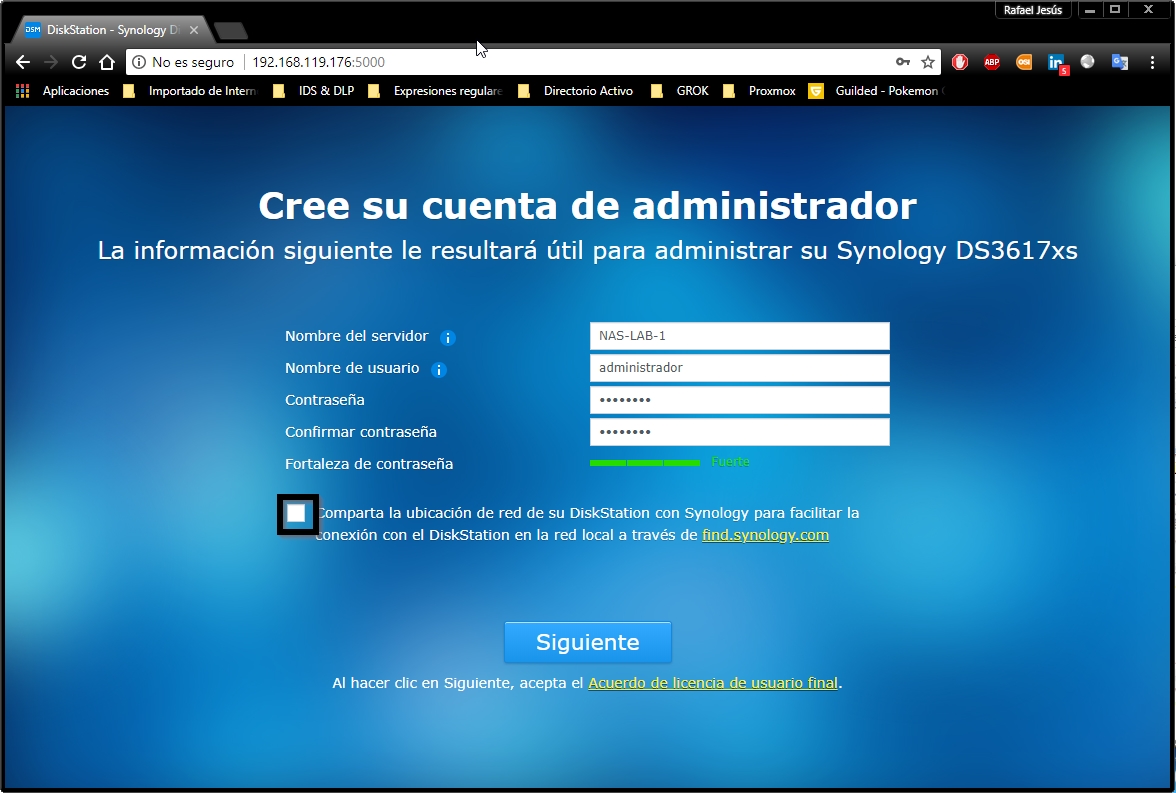 Rafael Jesús
DSM DiskStation - Synology Di
No es seguro 192.168.119.176:5000
ABP
OSI
in
5
G
Aplicaciones Importado de Intern IDS & DLP Expresiones regulare Directorio Activo GROK Proxmox Guilded - Pokemon
Cree su cuenta de administrador
La información siguiente le resultará útil para administrar su Synology DS3617xs
Nombre del servidor i NAS-LAB-1
Nombre de usuario i administrador
Contraseña ••••••••
Confirmar contraseña ••••••••
Fortaleza de contraseña Fuerte
Comparta la ubicación de red de su DiskStation con Synology para facilitar la
conexión con el DiskStation en la red local a través de find.synology.com
Siguiente
Al hacer clic en Siguiente, acepta el Acuerdo de licencia de usuario final.